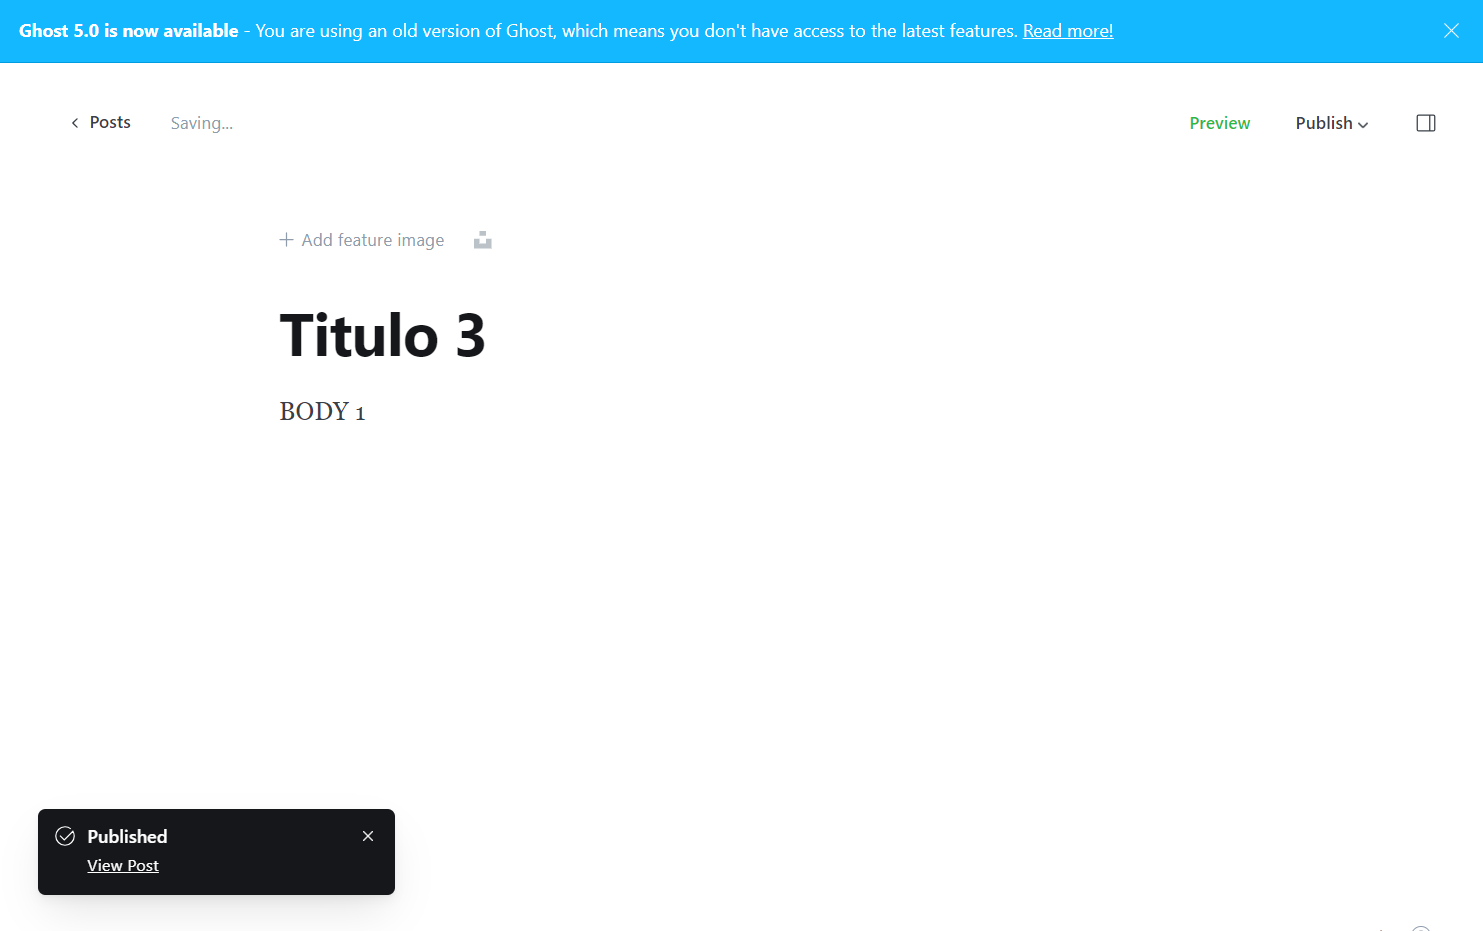 Ghost 5.0 is now available - You are using an old version of Ghost, which means you don't have access to the latest features. Read more!
Posts Saving... Preview Publish
Add feature image
Titulo 3
BODY 1
Published
View Post